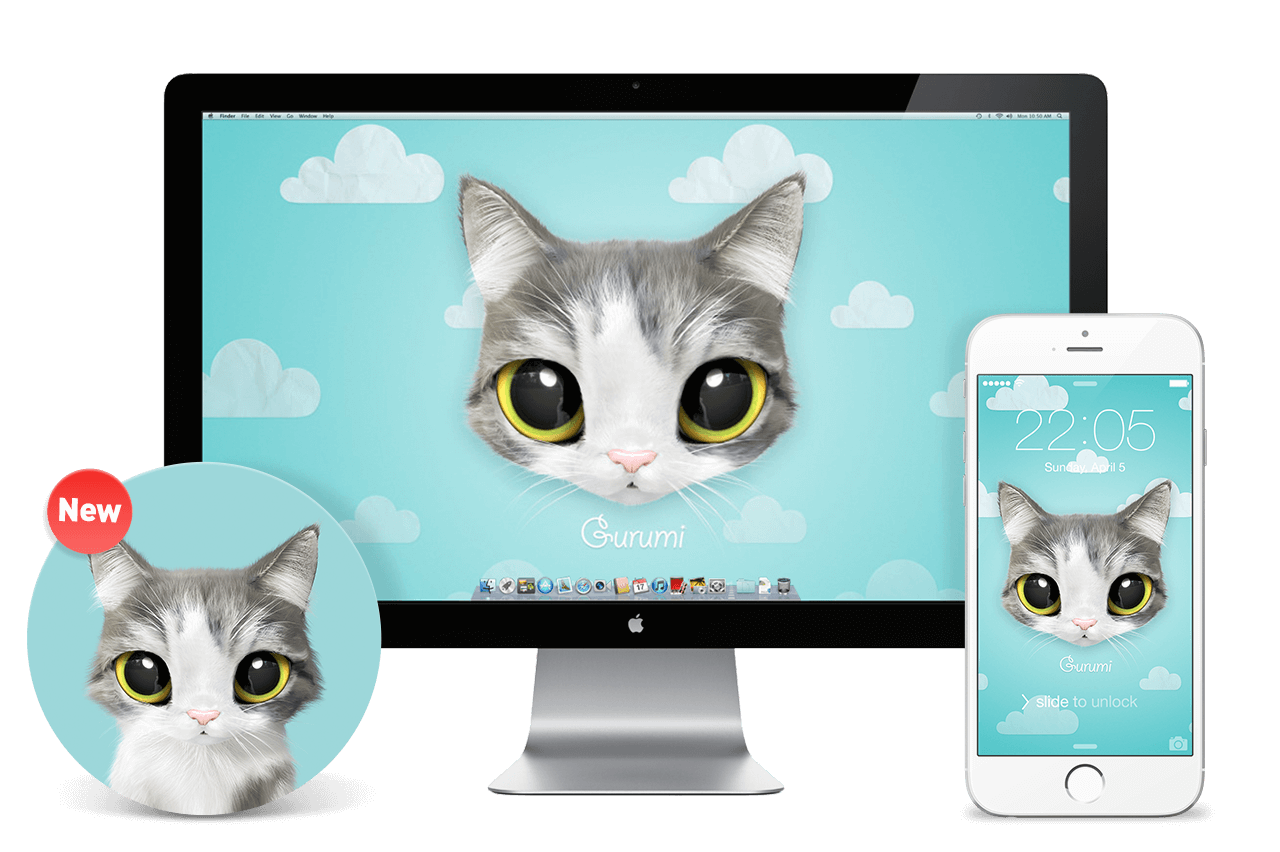 Finder File Edit View Go Window Help
Mon 10:50 AM
Gurumi
17
New
22:05
Sunday, April 5
Gurumi
slide to unlock